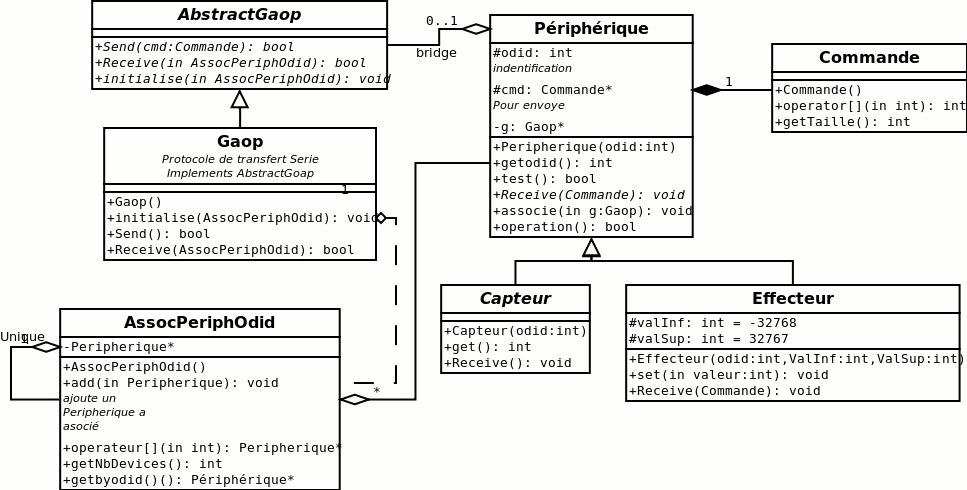 AbstractGaop
+Send(cmd:Commande): bool
+Receive(in AssocPeriphOdid): bool
+initialise(in AssocPeriphOdid): void
0..1
bridge
Périphérique
#odid: int
indentification
#cmd: Commande*
Pour envoye
-g: Gaop*
+Peripherique(odid:int)
+getodid(): int
+test(): bool
+Receive(Commande): void
+associe(in g:Gaop): void
+operation(): bool
1
Commande
+Commande()
+operator[](in int): int
+getTaille(): int
Gaop
Protocole de transfert Serie
Implements AbstractGoap
1
+Gaop()
+initialise(AssocPeriphOdid): void
+Send(): bool
+Receive(AssocPeriphOdid): bool
Capteur
+Capteur(odid:int)
+get(): int
+Receive(): void
Effecteur
#valInf: int = -32768
#valSup: int = 32767
+Effecteur(odid:int,ValInf:int,ValSup:int)
+set(in valeur:int): void
+Receive(Commande): void
Unique
1
AssocPeriphOdid
-Peripherique*
+AssocPeriphOdid()
+add(in Peripherique): void
ajoute un
Peripherique a
asocié
+operateur[](in int): Peripherique*
+getNbDevices(): int
+getbyodid()(): Périphérique*
*